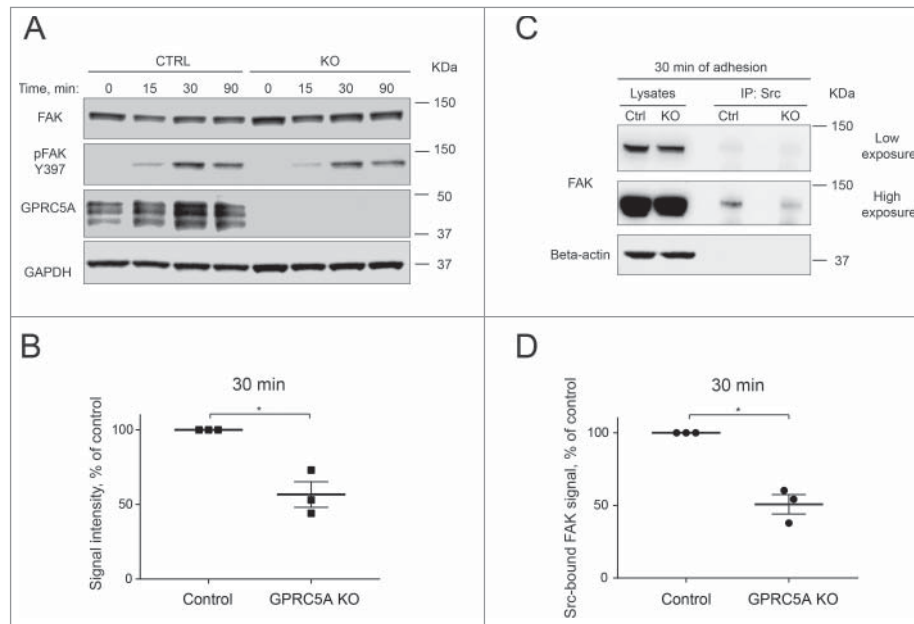 A
CTRL KO
KDa
Time, min: 0 15 30 90 0 15 30 90
150
FAK
150
pFAK
Y397
50
GPRC5A
37
37
GAPDH
B
30 min
*
Signal intensity, % of control
100
50
0
Control GPRC5A KO
C
30 min of adhesion
Lysates IP: Src
KDa
Ctrl KO Ctrl KO
150
Low
exposure
FAK
150
High
exposure
Beta-actin
37
D
30 min
*
Src-bound FAK signal, % of control
100
50
0
Control GPRC5A KO